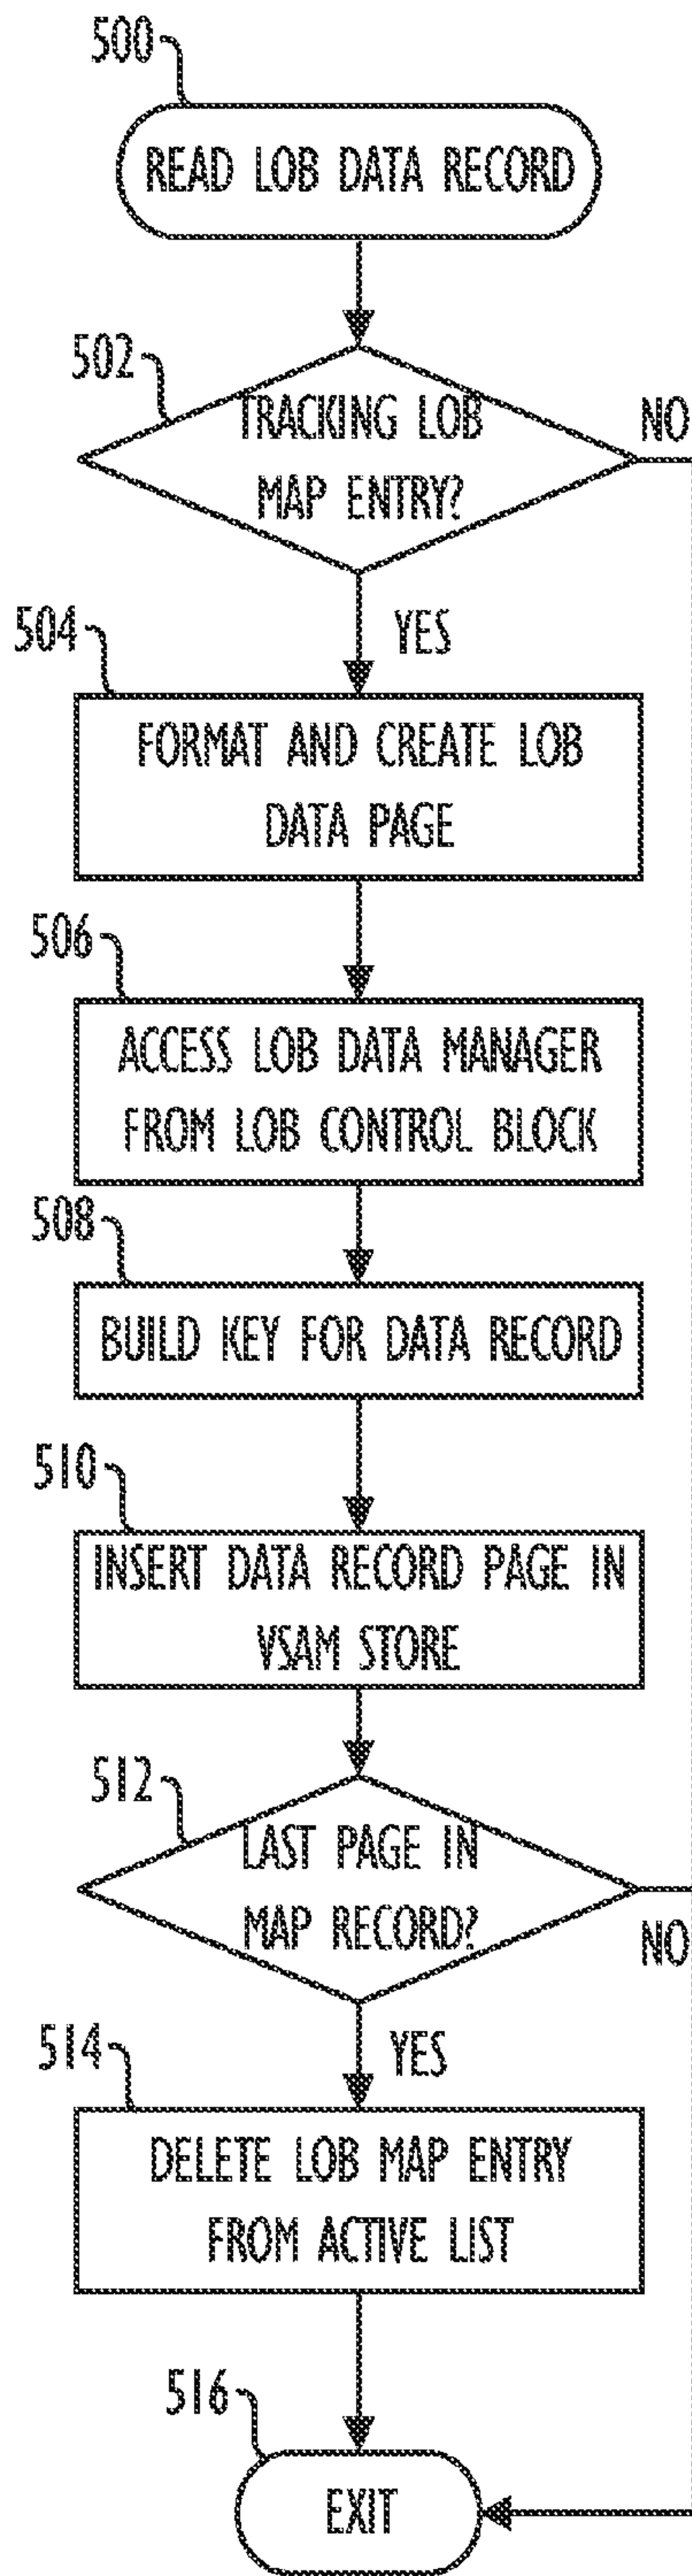 500
READ LOB DATA RECORD
502
TRACKING LOB
MAP ENTRY?
NO
YES
504
FORMAT AND CREATE LOB
DATA PAGE
506
ACCESS LOB DATA MANAGER
FROM LOB CONTROL BLOCK
508
BUILD KEY FOR DATA RECORD
510
INSERT DATA RECORD PAGE IN
VSAM STORE
512
LAST PAGE IN
MAP RECORD?
NO
YES
514
DELETE LOB MAP ENTRY
FROM ACTIVE LIST
516
EXIT